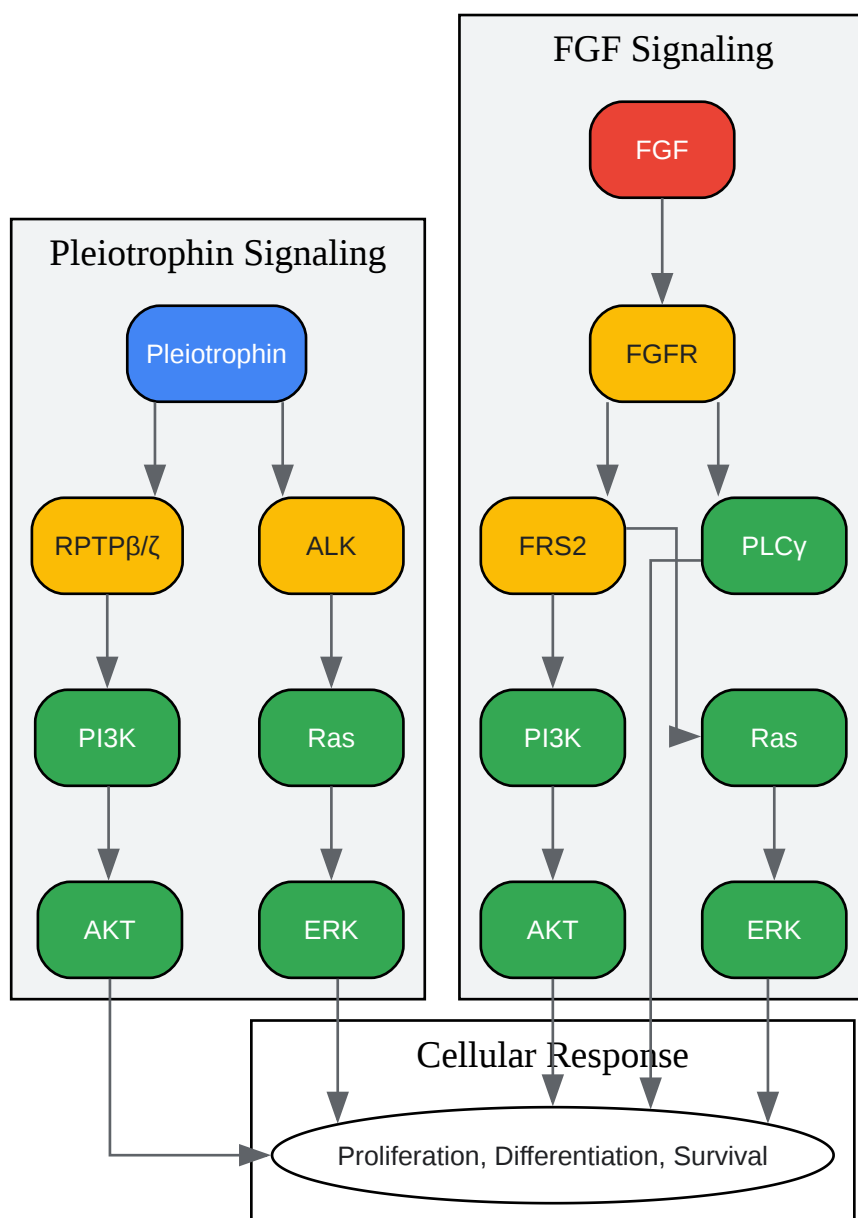 FGF Signaling
FGF
FGFR
FRS2
PLCγ
PI3K
Ras
AKT
ERK
Pleiotrophin Signaling
Pleiotrophin
RPTPβ/ζ
ALK
PI3K
Ras
AKT
ERK
Cellular Response
Proliferation, Differentiation, Survival